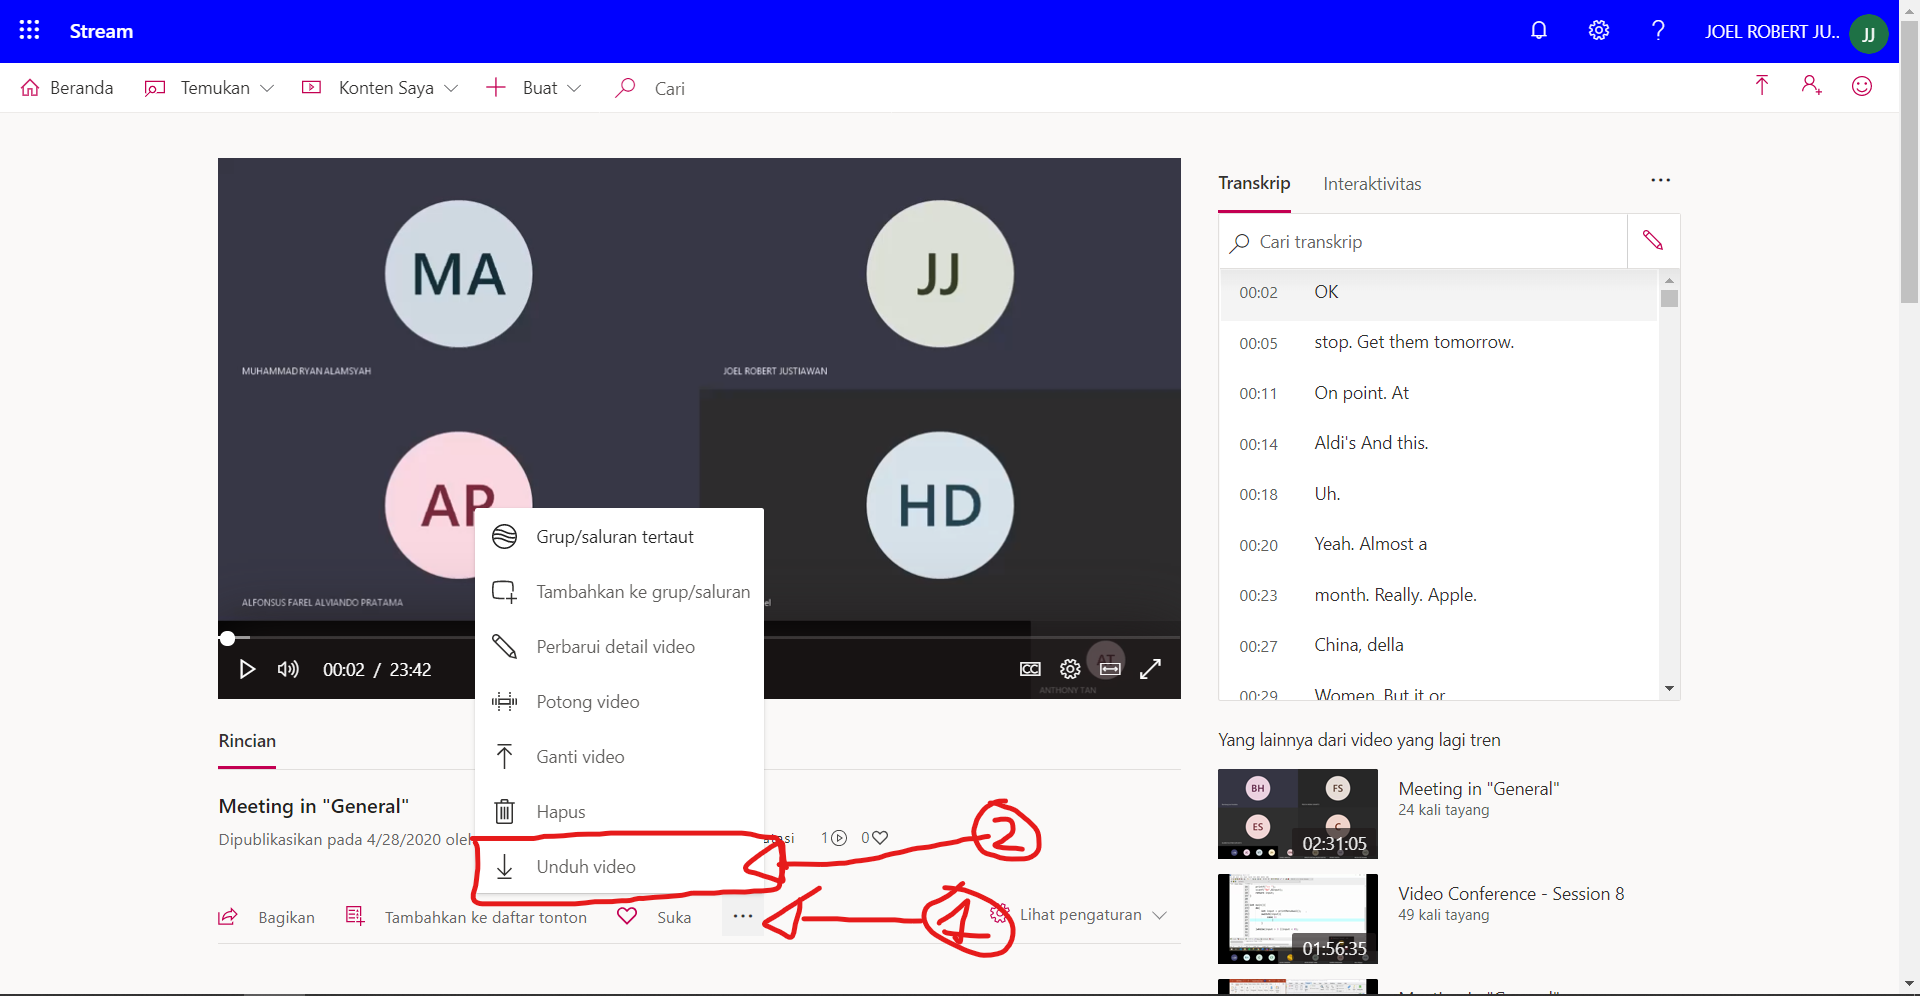 Stream
JOEL ROBERT JU..
JJ
Beranda
Temukan
Konten Saya
Buat
Cari
MA
MUHAMMAD RYAN ALAMSYAH
JJ
JOEL ROBERT JUSTIAWAN
AP
ALFONSUS FAREL ALVIANDO PRATAMA
HD
el
AT
ANTHONY TAN
00:02 / 23:42
CC
Grup/saluran tertaut
Tambahkan ke grup/saluran
Perbarui detail video
Potong video
Ganti video
Hapus
Unduh video
Rincian
Meeting in "General"
Dipublikasikan pada 4/28/2020 oleh
1
0
2
Bagikan
Tambahkan ke daftar tonton
Suka
...
1
Lihat pengaturan
Transkrip
Interaktivitas
...
Cari transkrip
00:02 OK
00:05 stop. Get them tomorrow.
00:11 On point. At
00:14 Aldi's And this.
00:18 Uh.
00:20 Yeah. Almost a
00:23 month. Really. Apple.
00:27 China, della
00:29 Women. But it or
Yang lainnya dari video yang lagi tren
BH
FS
ES
C
02:31:05
Meeting in "General"
24 kali tayang
01:56:35
Video Conference - Session 8
49 kali tayang